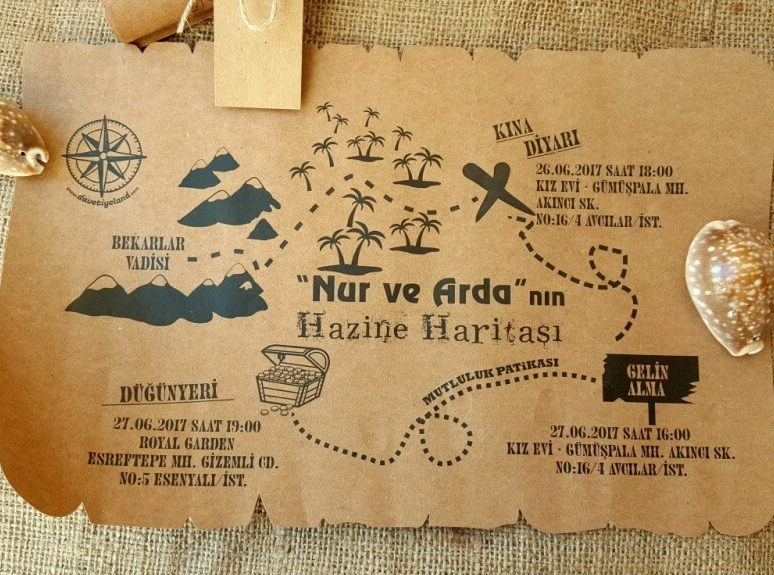 www.davetiyeland.com
KINA
DİYARI
26.06.2017 SAAT 18:00
KIZ EVİ - GÜMÜŞPALA MH.
AKINCI SK.
NO:16/4 AVCILAR/İST.
BEKARLAR
VADİSİ
"Nur ve Arda"nın
Hazine Haritası
MUTLULUK PATİKASI
GELİN
ALMA
27.06.2017 SAAT 16:00
KIZ EVİ - GÜMÜŞPALA MH. AKINCI SK.
NO:16/4 AVCILAR/İST.
DÜĞÜNYERİ
27.06.2017 SAAT 19:00
ROYAL GARDEN
ESREFTEPE MH. GİZEMLİ CD.
NO:5 ESENYALI/İST.